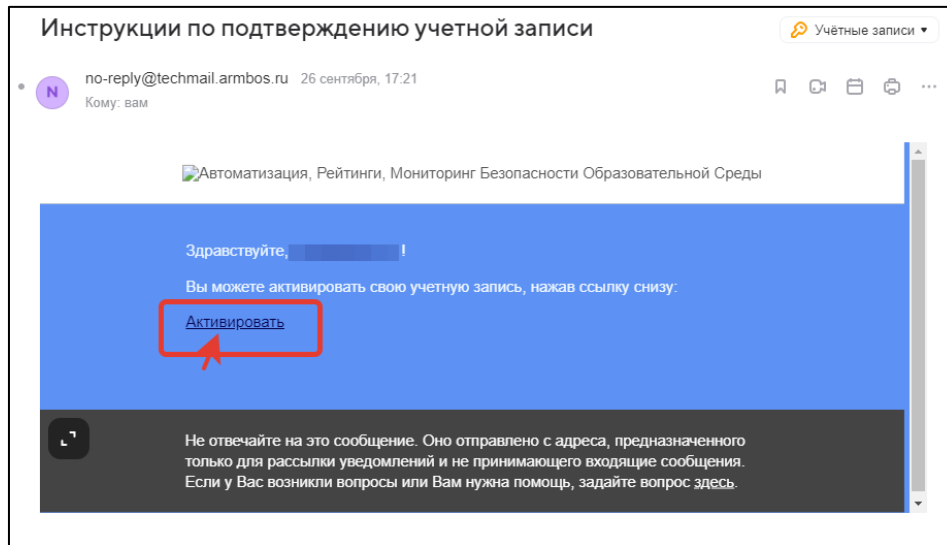 Инструкции по подтверждению учетной записи
Учётные записи
N
no-reply@techmail.armbos.ru 26 сентября, 17:21
Кому: вам
Автоматизация, Рейтинги, Мониторинг Безопасности Образовательной Среды
Здравствуйте, !
Вы можете активировать свою учетную запись, нажав ссылку снизу:
Активировать
Не отвечайте на это сообщение. Оно отправлено с адреса, предназначенного
только для рассылки уведомлений и не принимающего входящие сообщения.
Если у Вас возникли вопросы или Вам нужна помощь, задайте вопрос здесь.